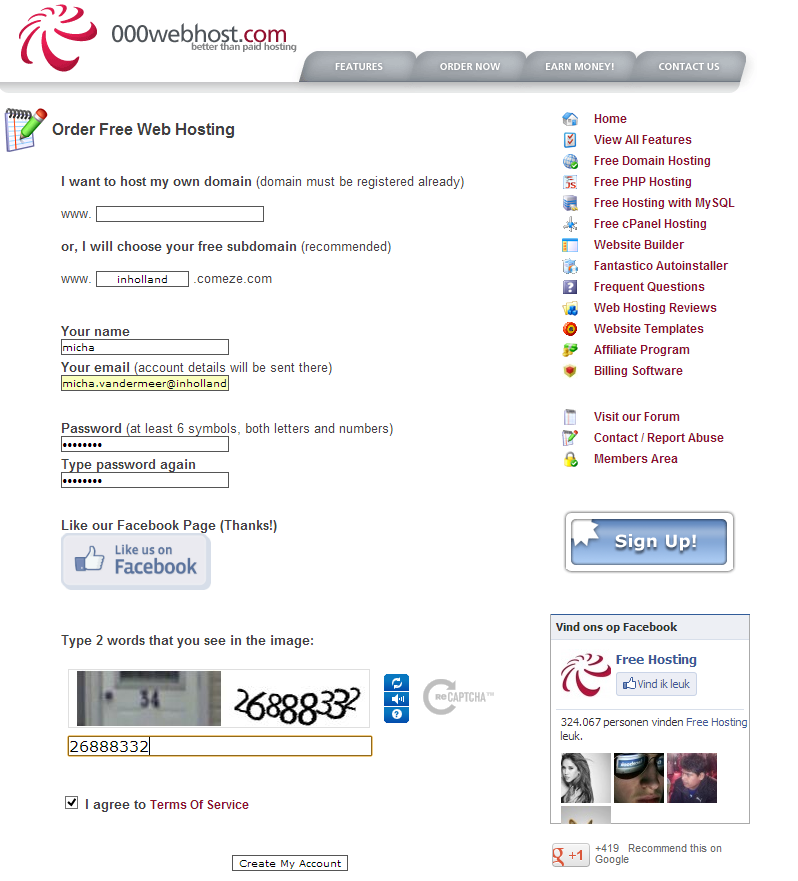 000webhost.com
better than paid hosting
FEATURES
ORDER NOW
EARN MONEY!
CONTACT US
Order Free Web Hosting
I want to host my own domain (domain must be registered already)
www.
or, I will choose your free subdomain (recommended)
www. inholland .comeze.com
Your name
micha
Your email (account details will be sent there)
micha.vandermeer@inholland
Password (at least 6 symbols, both letters and numbers)
••••••••
Type password again
••••••••
Like our Facebook Page (Thanks!)
Like us on
Facebook
Type 2 words that you see in the image:
34
26888332
reCAPTCHA™
26888332
I agree to Terms Of Service
Create My Account
Home
View All Features
Free Domain Hosting
Free PHP Hosting
Free Hosting with MySQL
Free cPanel Hosting
Website Builder
Fantastico Autoinstaller
Frequent Questions
Web Hosting Reviews
Website Templates
Affiliate Program
Billing Software
Visit our Forum
Contact / Report Abuse
Members Area
Sign Up!
Vind ons op Facebook
Free Hosting
Vind ik leuk
324.067 personen vinden Free Hosting
leuk.
g +1
+419 Recommend this on
Google